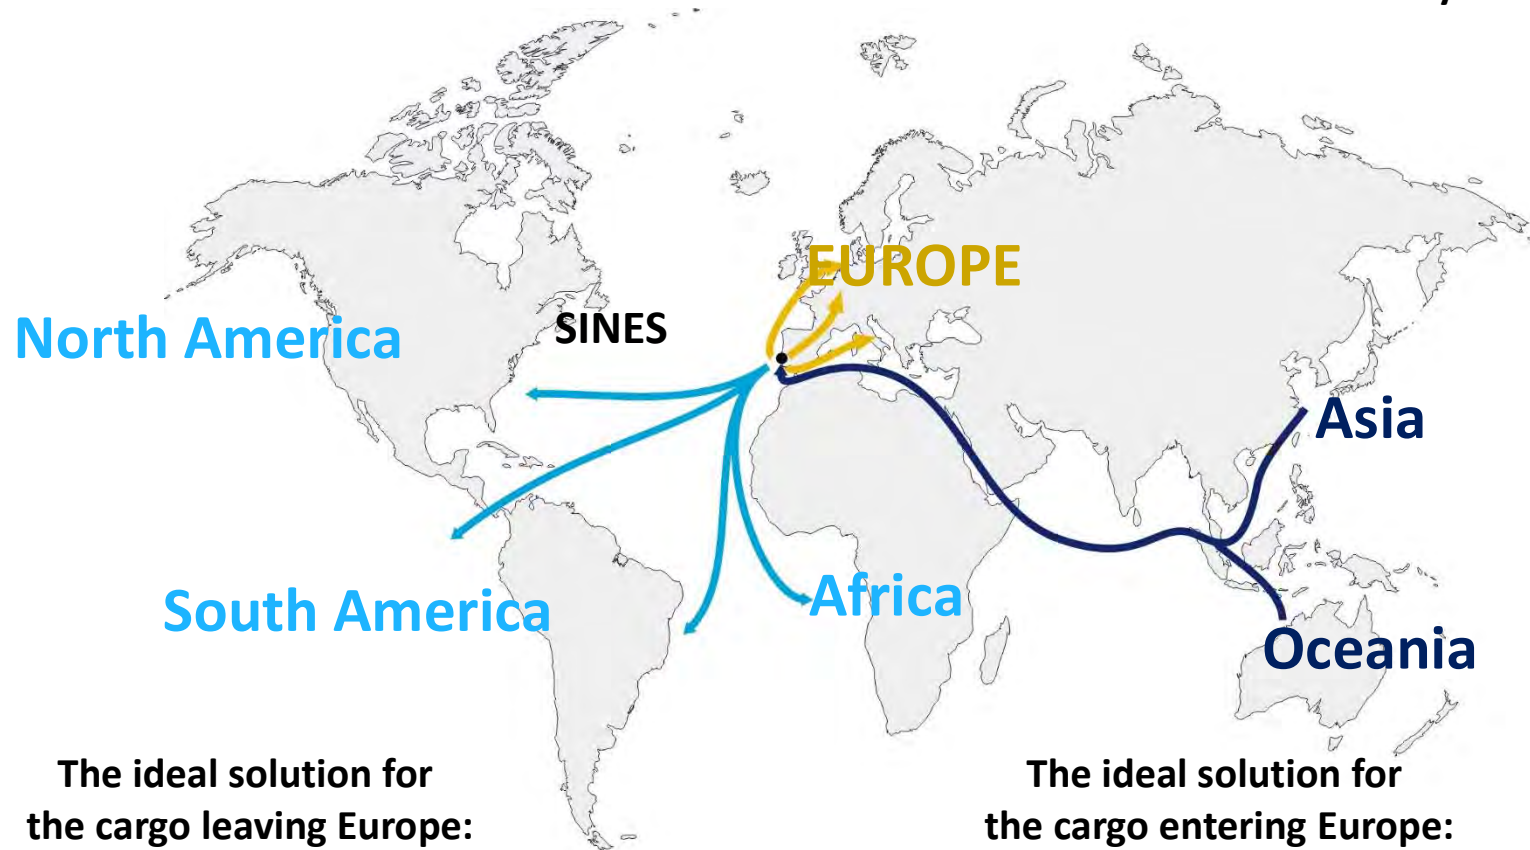 EUROPE
North America
SINES
Asia
South America
Africa
Oceania
The ideal solution for
the cargo leaving Europe:
The ideal solution for
the cargo entering Europe: